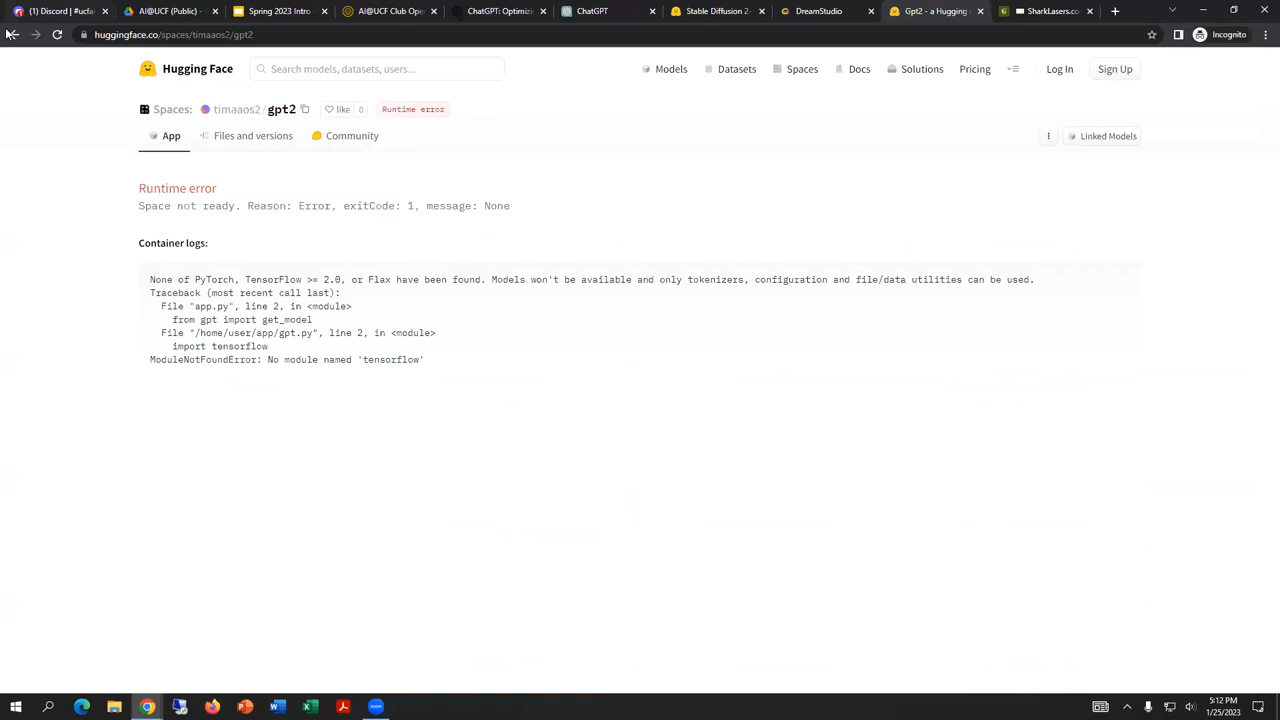 (1) Discord | #ufai
AI@UCF (Public) -
Spring 2023 Intro
AI@UCF Club Oper
ChatGPT: Optimizi
ChatGPT
Stable Diffusion 2-
DreamStudio
Gpt2 - a Hugging
SharkLaser.co
huggingface.co/spaces/timaaos2/gpt2
Incognito
Hugging Face
Search models, datasets, users...
Models
Datasets
Spaces
Docs
Solutions
Pricing
Log In
Sign Up
Spaces: timaaos2/gpt2 like 0 Runtime error
App
Files and versions
Community
Linked Models
Runtime error
Space not ready. Reason: Error, exitCode: 1, message: None
Container logs:
None of PyTorch, TensorFlow >= 2.0, or Flax have been found. Models won't be available and only tokenizers, configuration and file/data utilities can be used.
Traceback (most recent call last):
File "app.py", line 2, in <module>
from gpt import get_model
File "/home/user/app/gpt.py", line 2, in <module>
import tensorflow
ModuleNotFoundError: No module named 'tensorflow'
5:12 PM
1/25/2023